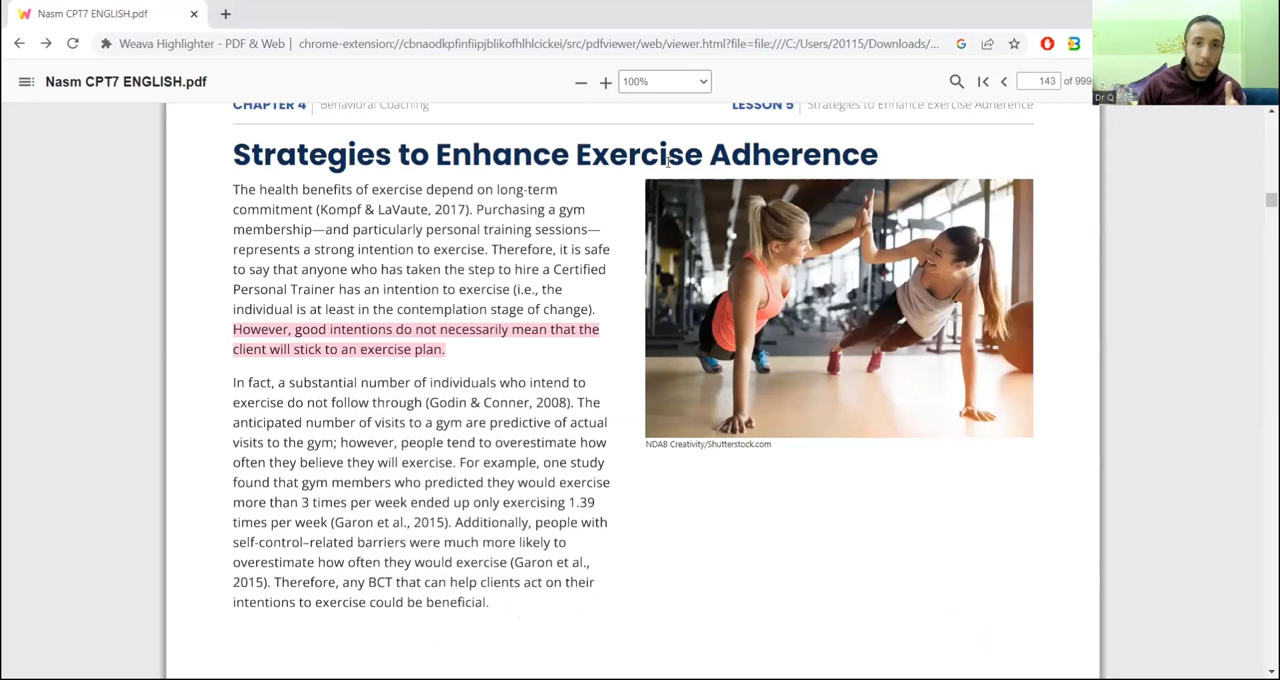 Nasm CPT7 ENGLISH.pdf
Weava Highlighter - PDF & Web | chrome-extension://cbnaodkpfinfiipjblikofhlhlcickei/src/pdfviewer/web/viewer.html?file=file:///C:/Users/20115/Downloads/...
Nasm CPT7 ENGLISH.pdf
100%
143 of 999
Dr Q
CHAPTER 4 | Behavioral Coaching
LESSON 5 | Strategies to Enhance Exercise Adherence
Strategies to Enhance Exercise Adherence
The health benefits of exercise depend on long-term
commitment (Kompf & LaVaute, 2017). Purchasing a gym
membership—and particularly personal training sessions—
represents a strong intention to exercise. Therefore, it is safe
to say that anyone who has taken the step to hire a Certified
Personal Trainer has an intention to exercise (i.e., the
individual is at least in the contemplation stage of change).
However, good intentions do not necessarily mean that the
client will stick to an exercise plan.
In fact, a substantial number of individuals who intend to
exercise do not follow through (Godin & Conner, 2008). The
anticipated number of visits to a gym are predictive of actual
visits to the gym; however, people tend to overestimate how
often they believe they will exercise. For example, one study
found that gym members who predicted they would exercise
more than 3 times per week ended up only exercising 1.39
times per week (Garon et al., 2015). Additionally, people with
self-control–related barriers were much more likely to
overestimate how often they would exercise (Garon et al.,
2015). Therefore, any BCT that can help clients act on their
intentions to exercise could be beneficial.
NDAB Creativity/Shutterstock.com